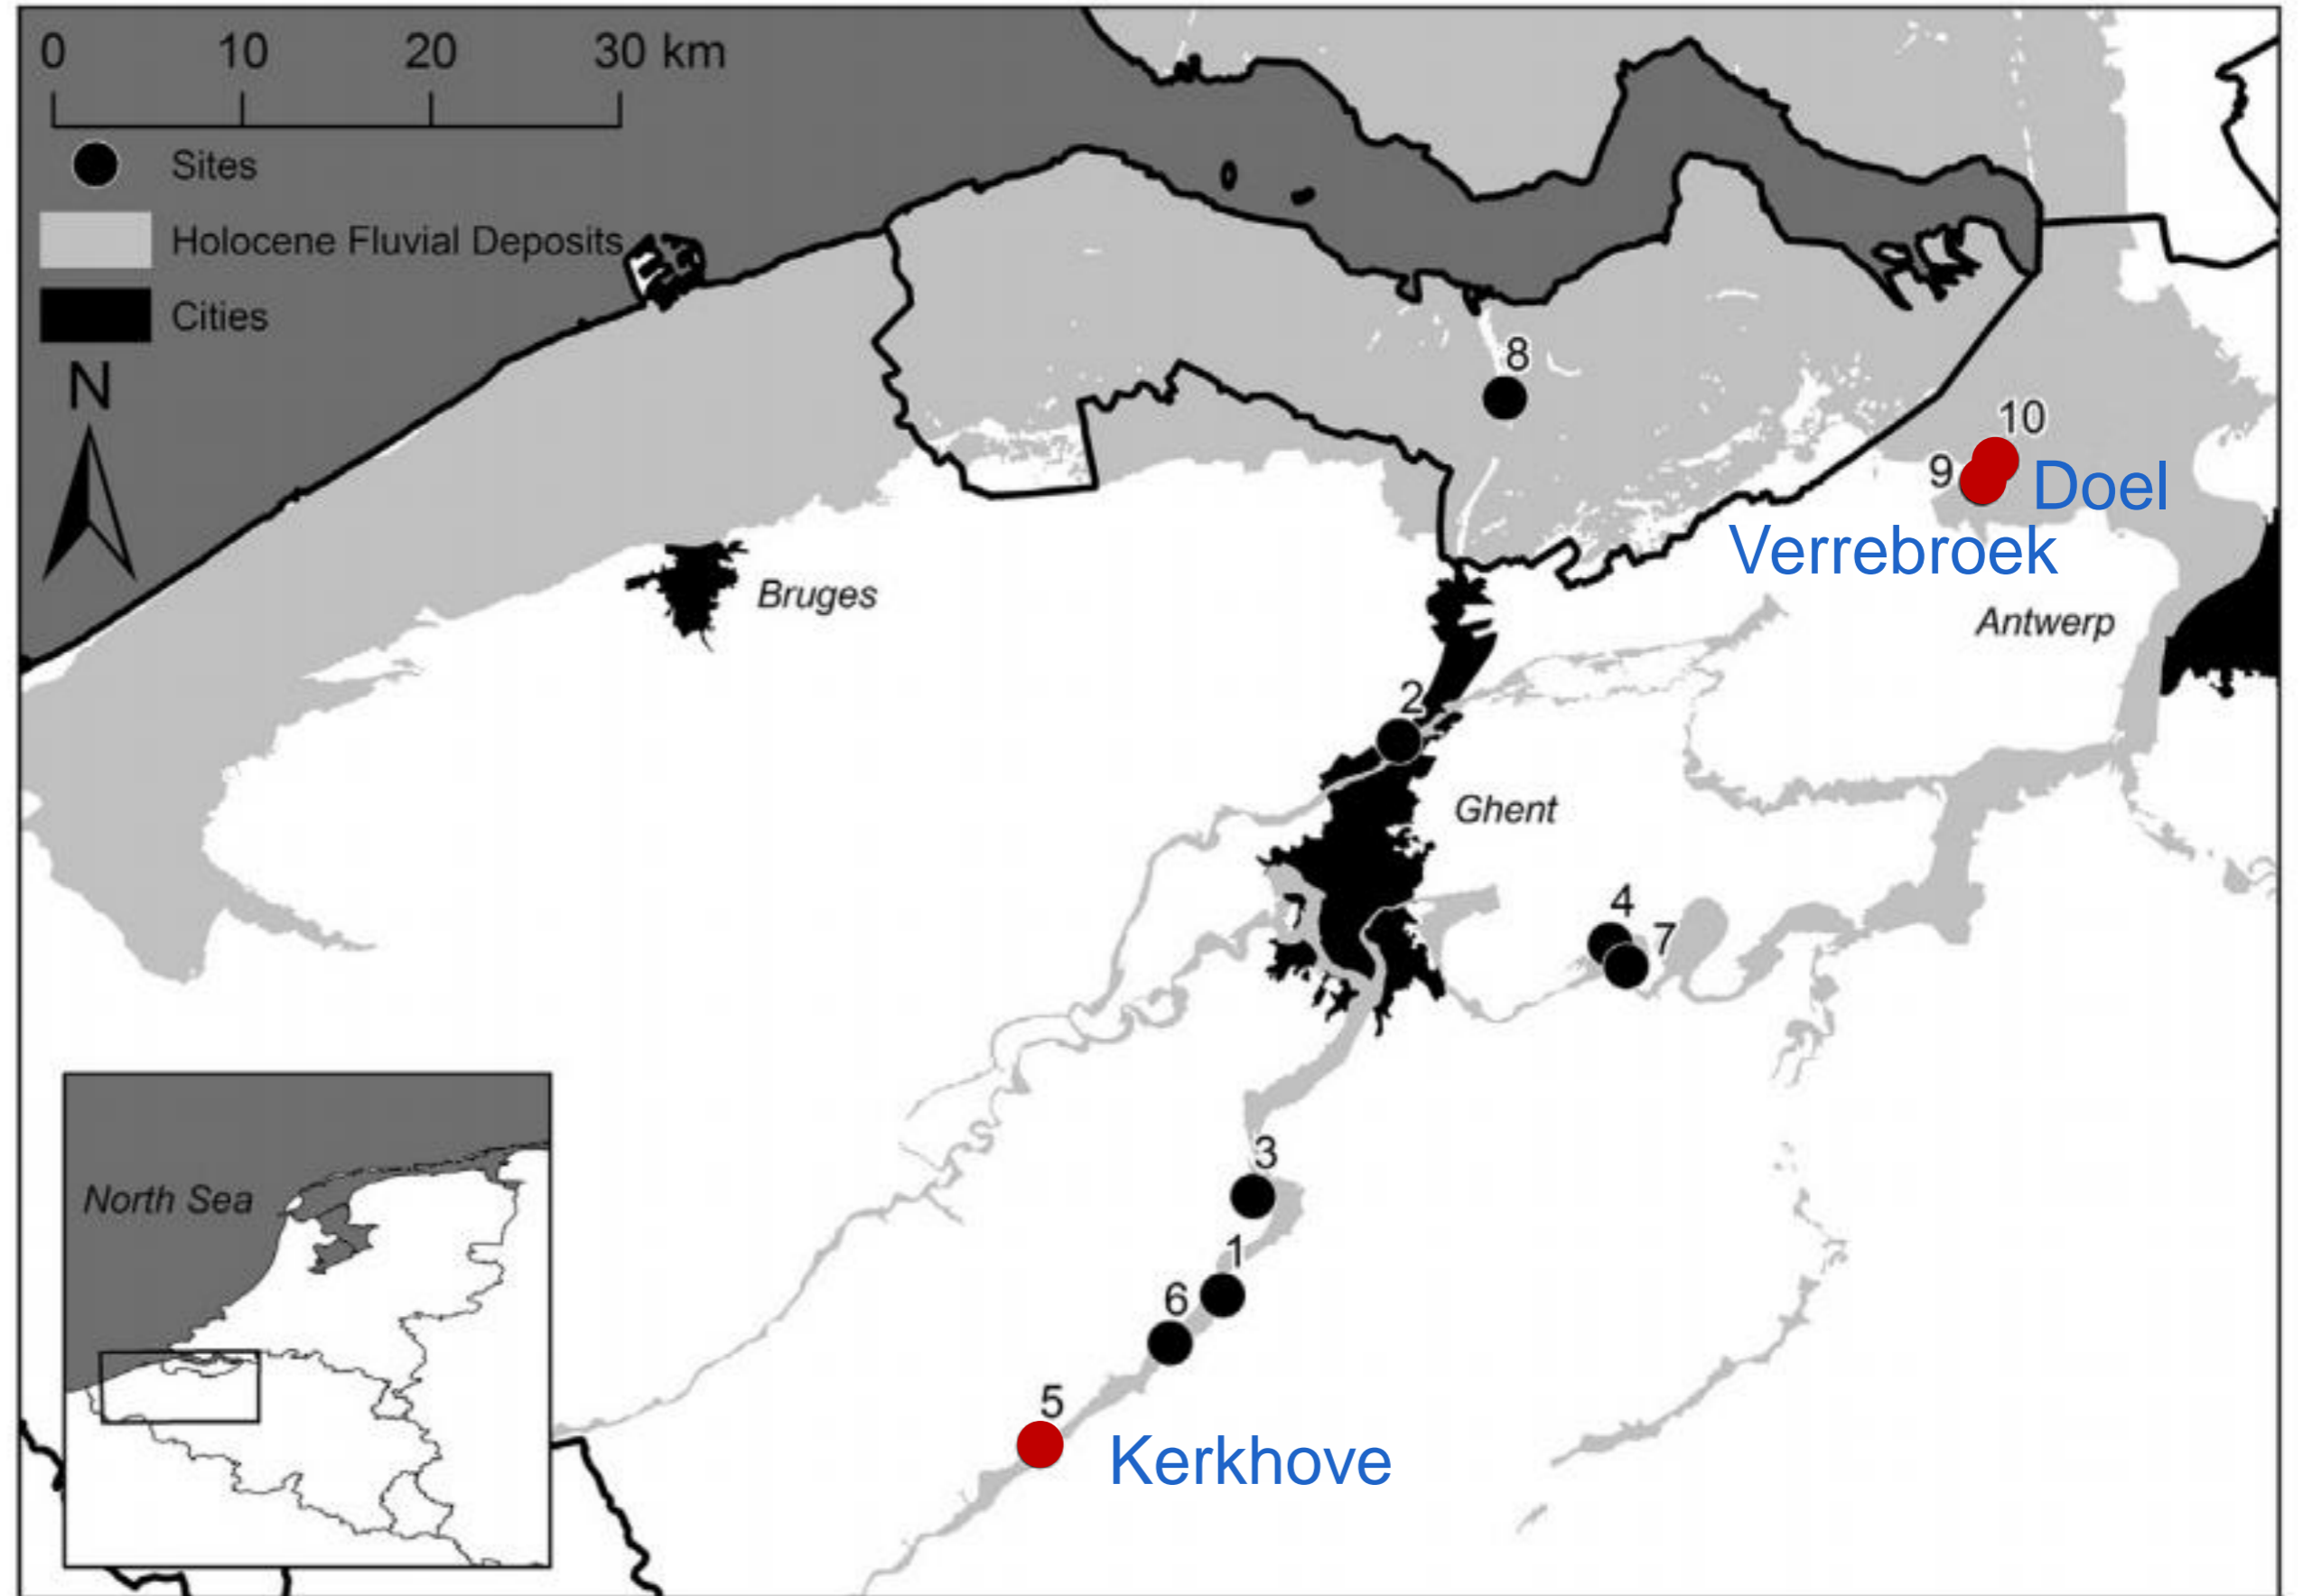 0 10 20 30 km
Sites
Holocene Fluvial Deposits
Cities
N
8
10
9
Doel
Verrebroek
Bruges
Antwerp
2
Ghent
4
7
3
1
6
5
Kerkhove
North Sea